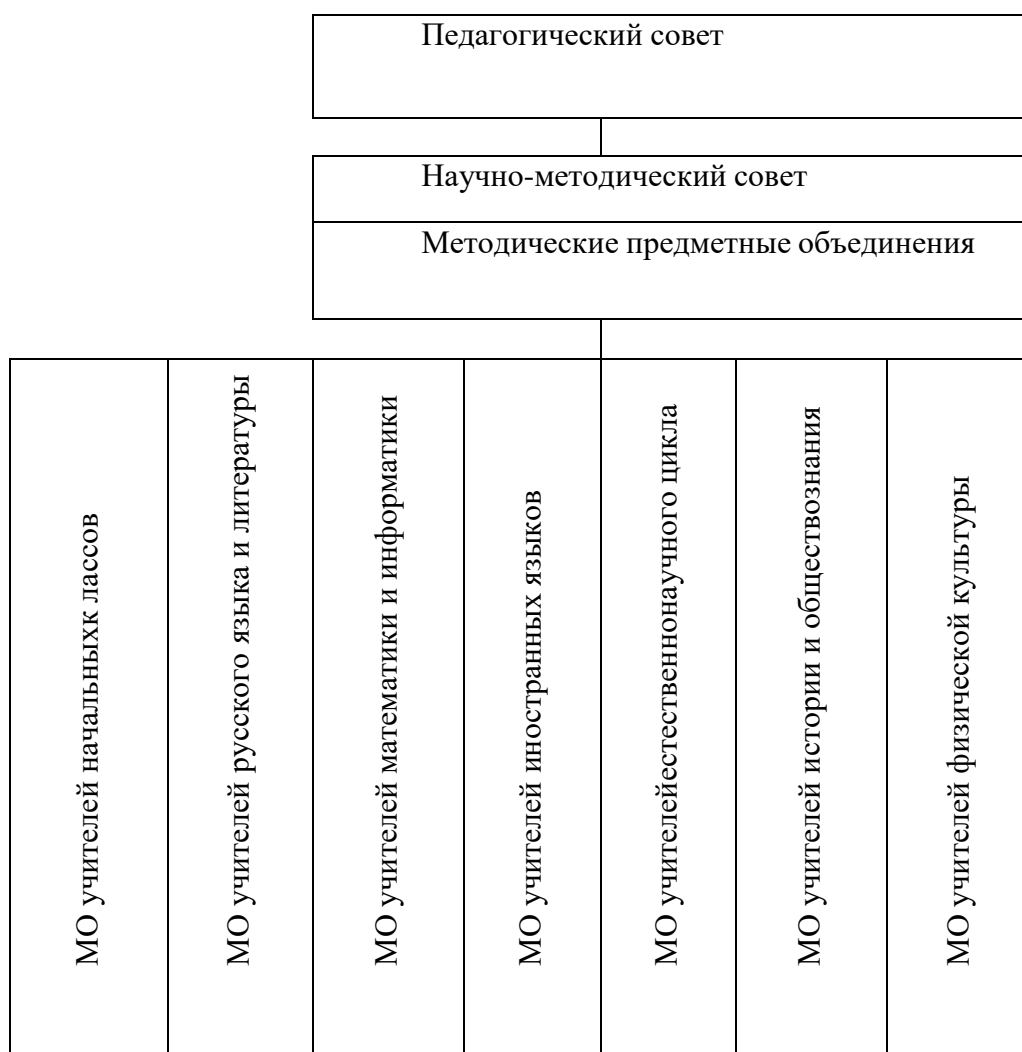 Педагогический совет
Научно-методический совет
Методические предметные объединения
МО учителей начальныхк лассов
МО учителей русского языка и литературы
МО учителей математики и информатики
МО учителей иностранных языков
МО учителейестественнонаучного цикла
МО учителей истории и обществознания
МО учителей физической культуры